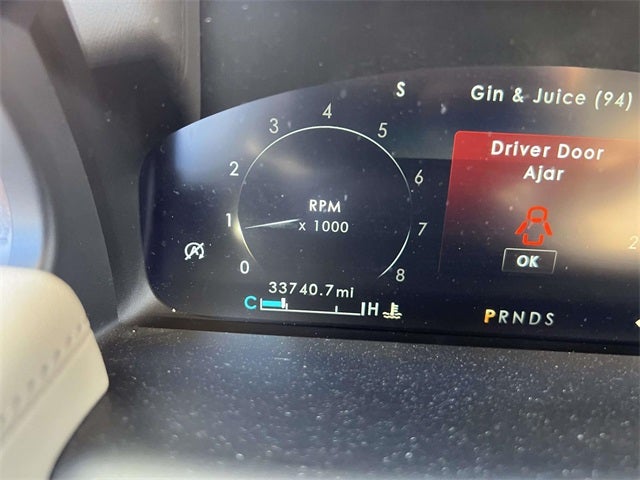 S
Gin & Juice (94)
0
1
2
3
4
5
6
7
8
RPM
x 1000
Driver Door
Ajar
OK
2
33740.7mi
C H
PRNDS